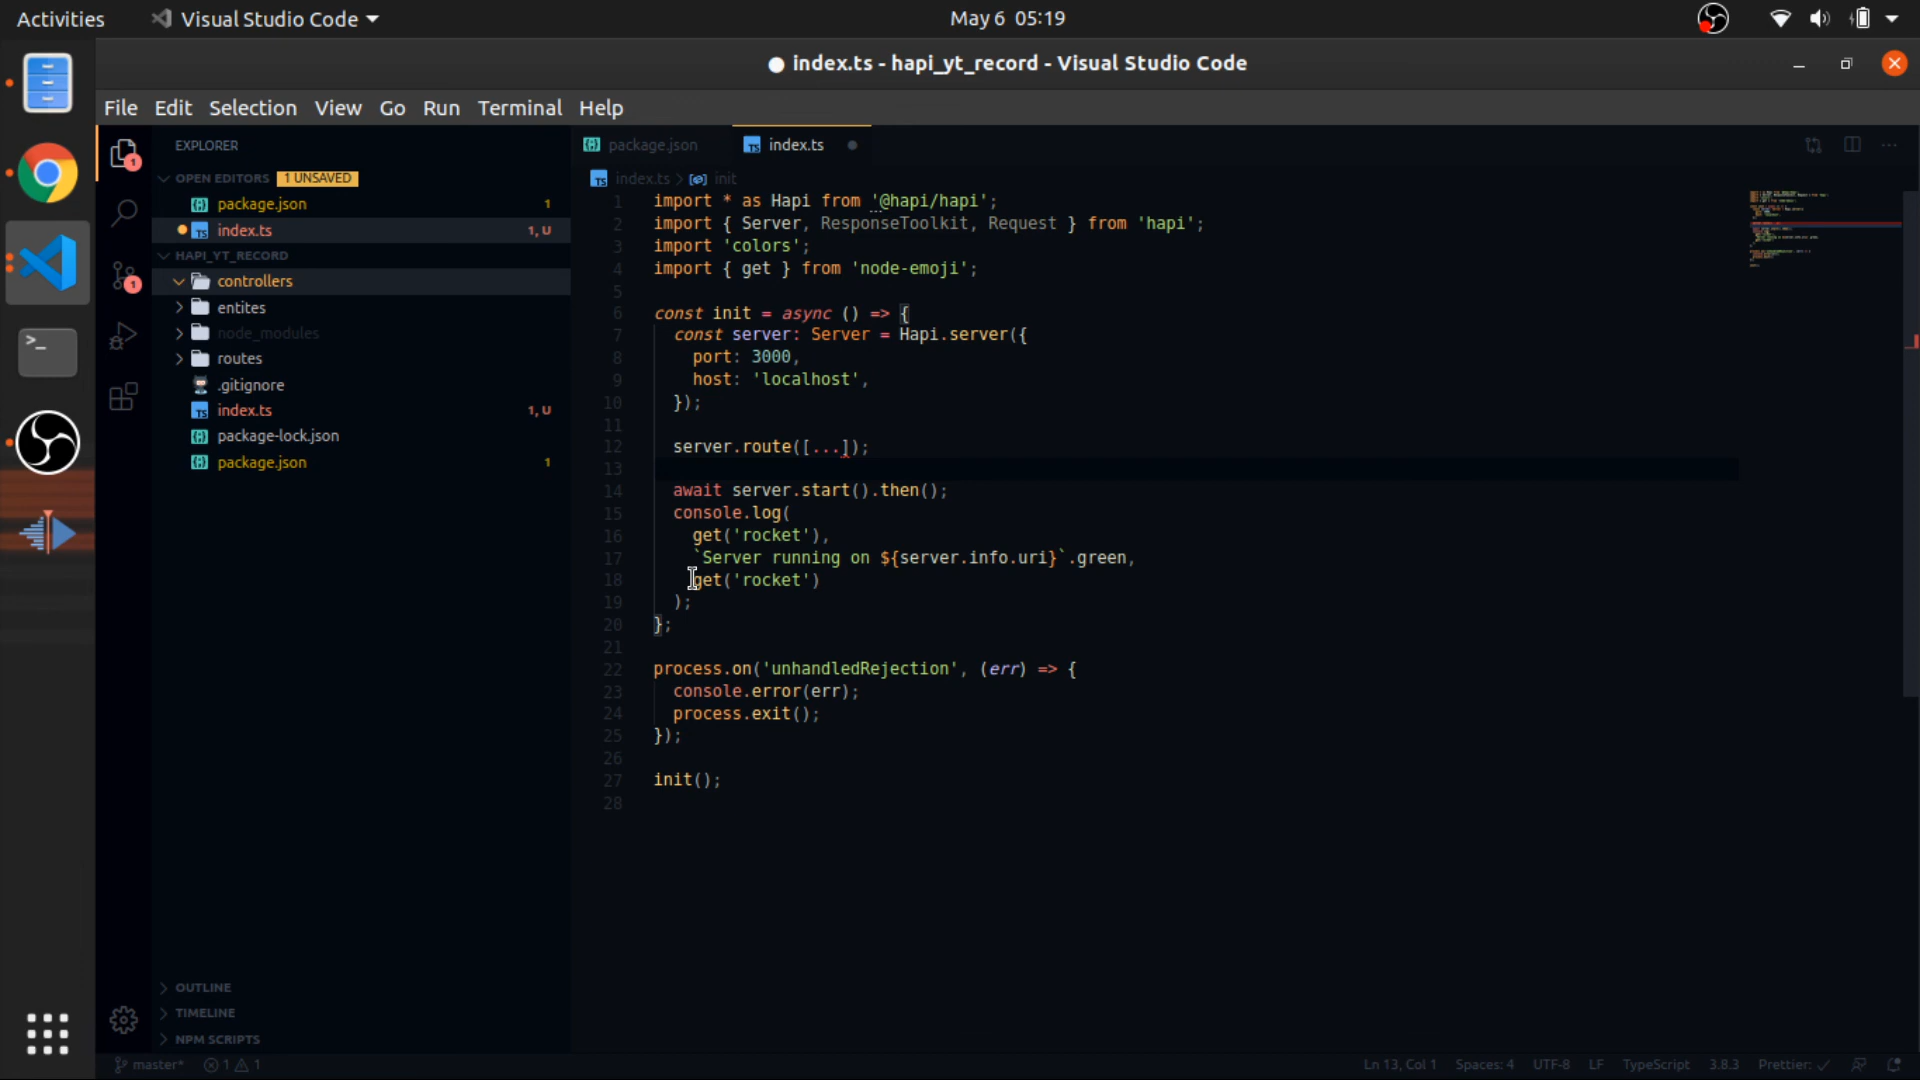 Activities
Visual Studio Code
May 6 05:19
index.ts - hapi_yt_record - Visual Studio Code
File Edit Selection View Go Run Terminal Help
EXPLORER
OPEN EDITORS 1 UNSAVED
package.json 1
index.ts 1, U
HAPI_YT_RECORD
controllers
entites
node_modules
routes
.gitignore
index.ts 1, U
package-lock.json
package.json 1
OUTLINE
TIMELINE
NPM SCRIPTS
package.json
index.ts
index.ts > init
1 import * as Hapi from '@hapi/hapi';
2 import { Server, ResponseToolkit, Request } from 'hapi';
3 import 'colors';
4 import { get } from 'node-emoji';
5
6 const init = async () => {
7 const server: Server = Hapi.server({
8 port: 3000,
9 host: 'localhost',
10 });
11
12 server.route([...]);
13
14 await server.start().then();
15 console.log(
16 get('rocket'),
17 `Server running on ${server.info.uri}`.green,
18 get('rocket')
19 );
20 };
21
22 process.on('unhandledRejection', (err) => {
23 console.error(err);
24 process.exit();
25 });
26
27 init();
28
master* 1 1
Ln 13, Col 1 Spaces: 4 UTF-8 LF TypeScript 3.8.3 Prettier: ✓